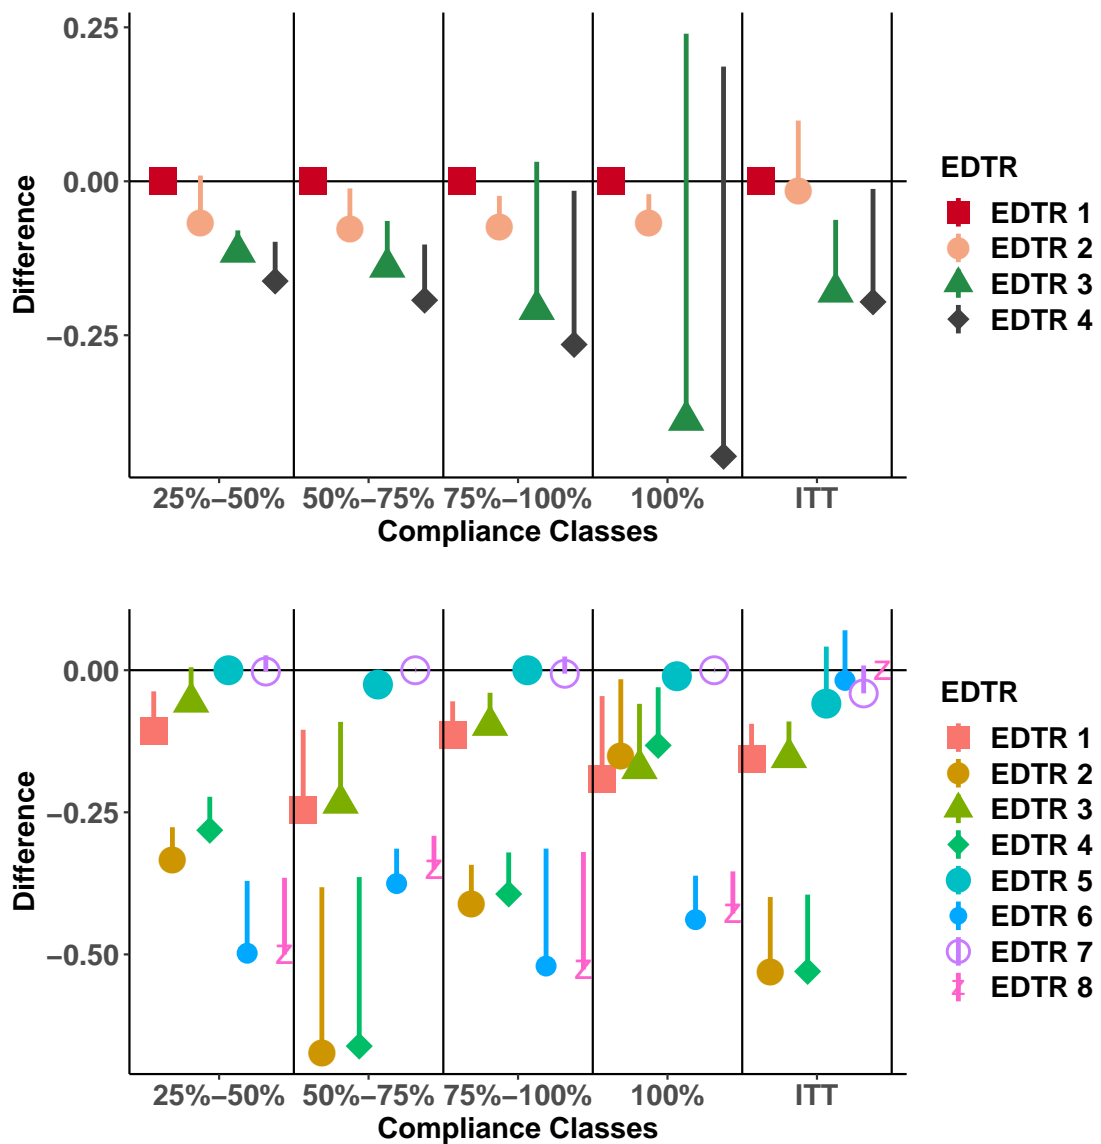 0.25
0.00
−0.25
Difference
25%−50% 50%−75% 75%−100% 100% ITT
Compliance Classes
EDTR
EDTR 1
EDTR 2
EDTR 3
EDTR 4
0.00
−0.25
−0.50
Difference
z z z z z
25%−50% 50%−75% 75%−100% 100% ITT
Compliance Classes
EDTR
EDTR 1
EDTR 2
EDTR 3
EDTR 4
EDTR 5
EDTR 6
EDTR 7
z EDTR 8